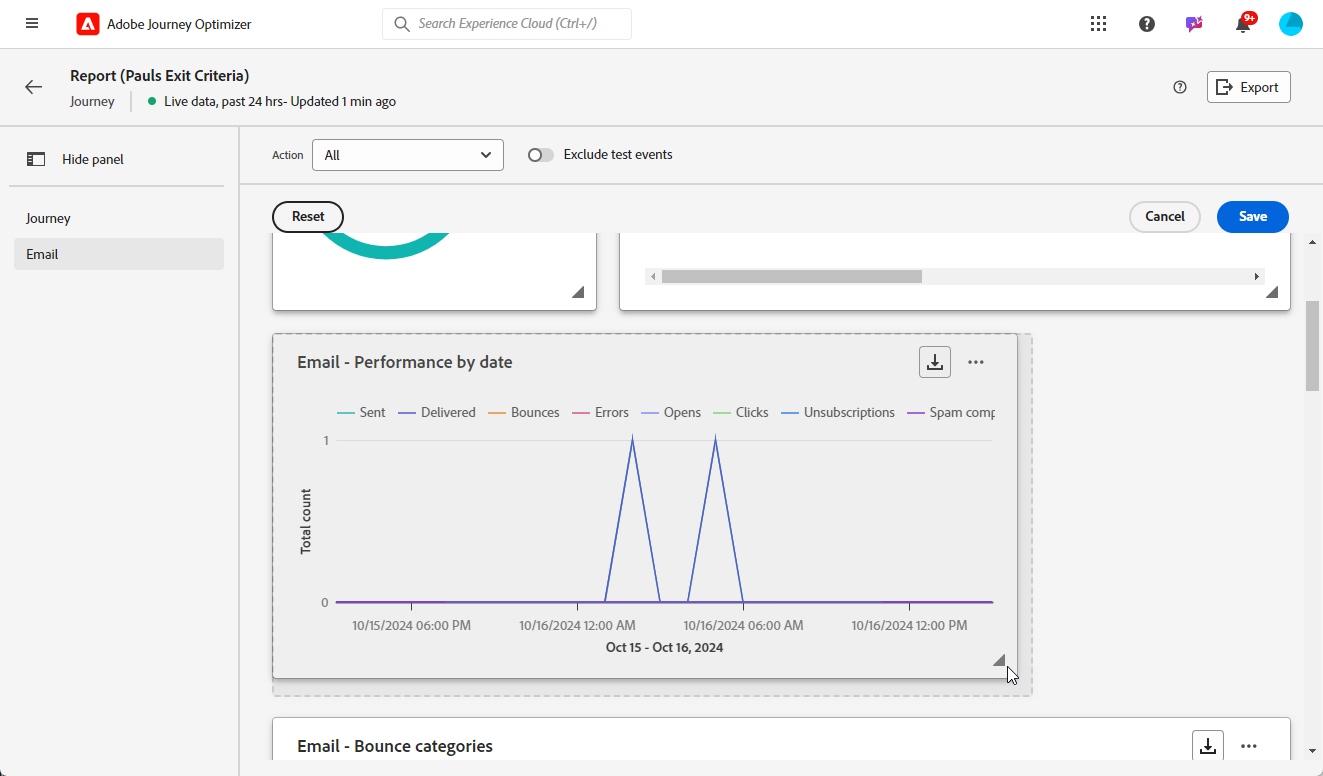 Adobe Journey Optimizer
Search Experience Cloud (Ctrl+/)
9+
Report (Pauls Exit Criteria)
Journey
Live data, past 24 hrs- Updated 1 min ago
Export
Hide panel
Action
All
Exclude test events
Journey
Email
Reset
Cancel
Save
Email - Performance by date
Sent Delivered Bounces Errors Opens Clicks Unsubscriptions Spam comp
1
Total count
0
10/15/2024 06:00 PM 10/16/2024 12:00 AM 10/16/2024 06:00 AM 10/16/2024 12:00 PM
Oct 15 - Oct 16, 2024
Email - Bounce categories